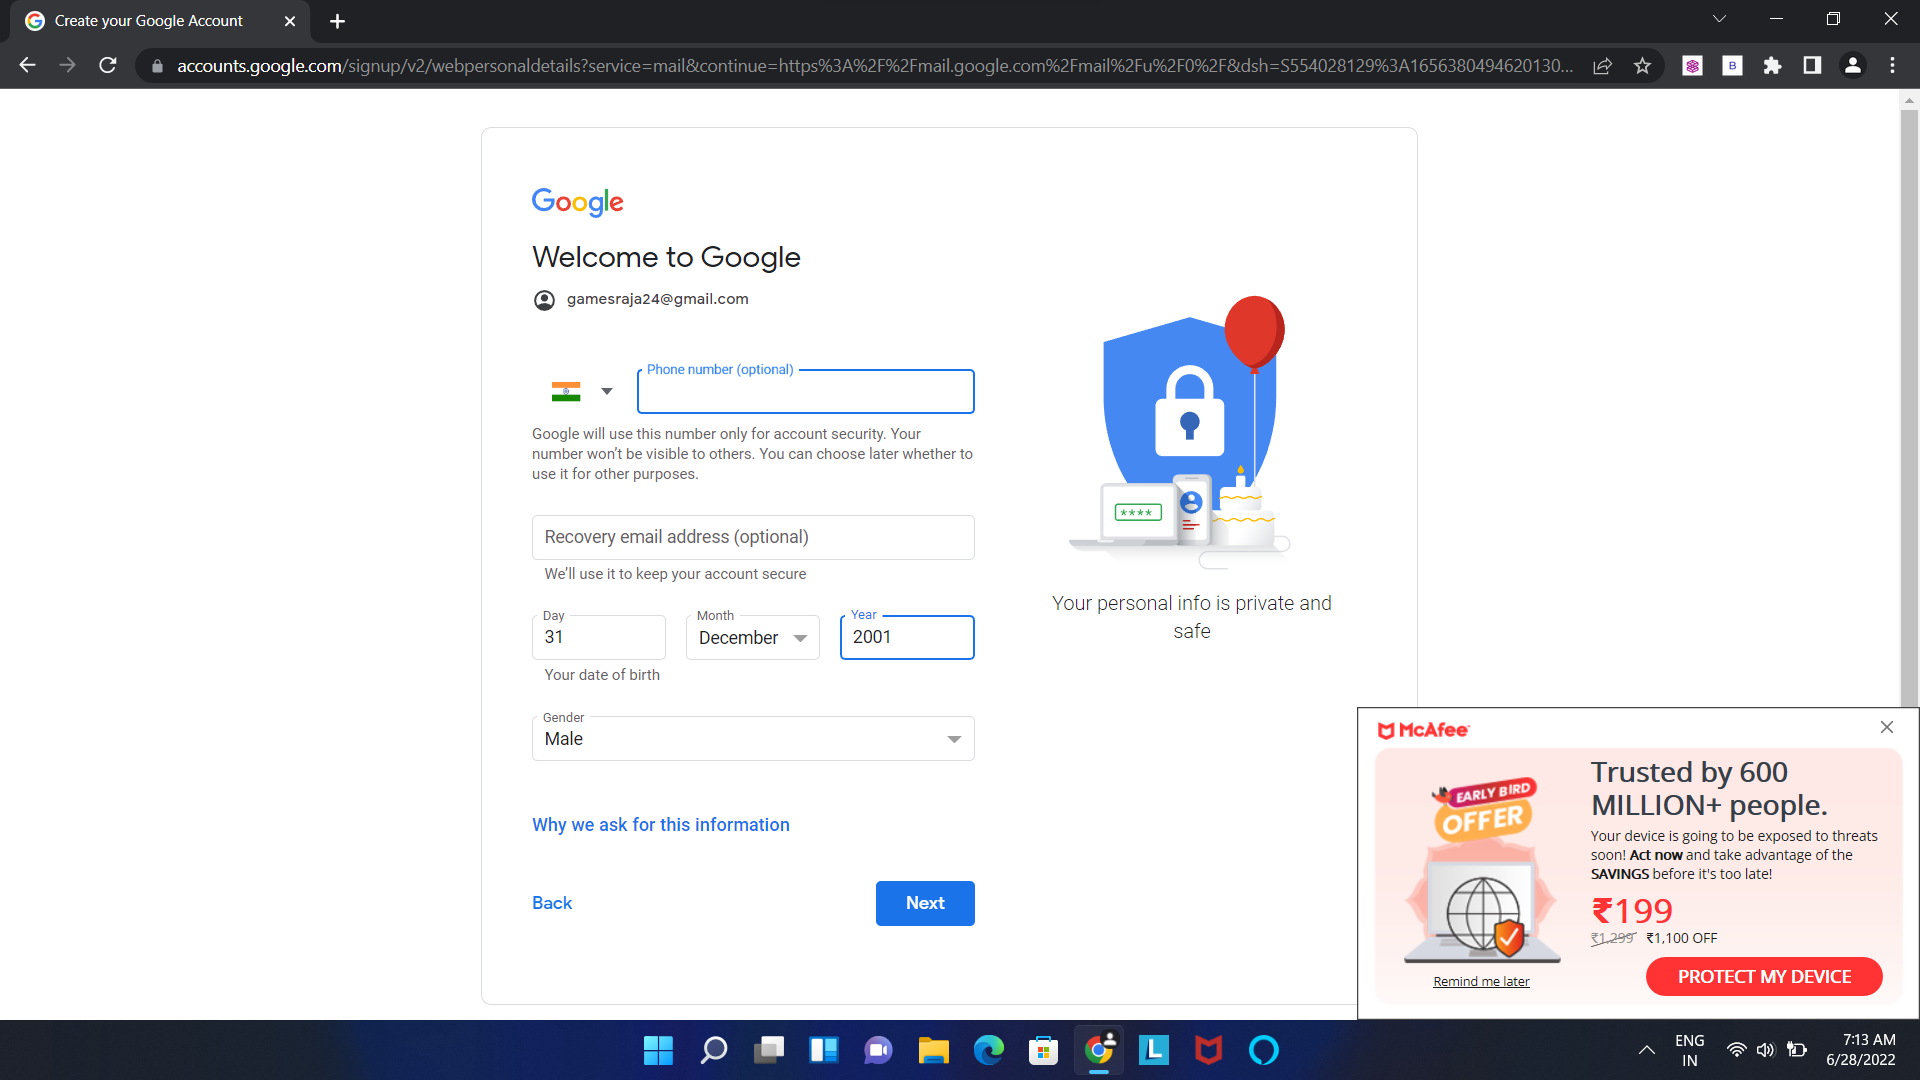 Create your Google Account
accounts.google.com/signup/v2/webpersonaldetails?service=mail&continue=https%3A%2F%2Fmail.google.com%2Fmail%2Fu%2F0%2F&dsh=S554028129%3A1656380494620130...
B
Google
Welcome to Google
gamesraja24@gmail.com
Phone number (optional)
Google will use this number only for account security. Your
number won't be visible to others. You can choose later whether to
use it for other purposes.
Recovery email address (optional)
We'll use it to keep your account secure
Day
31
Month
December
Year
2001
Your date of birth
Gender
Male
Why we ask for this information
Back
Next
****
Your personal info is private and
safe
McAfee
EARLY BIRD
OFFER
Trusted by 600
MILLION+ people.
Your device is going to be exposed to threats
soon! Act now and take advantage of the
SAVINGS before it's too late!
₹199
₹1,299 ₹1,100 OFF
Remind me later
PROTECT MY DEVICE
L
ENG
IN
7:13 AM
6/28/2022